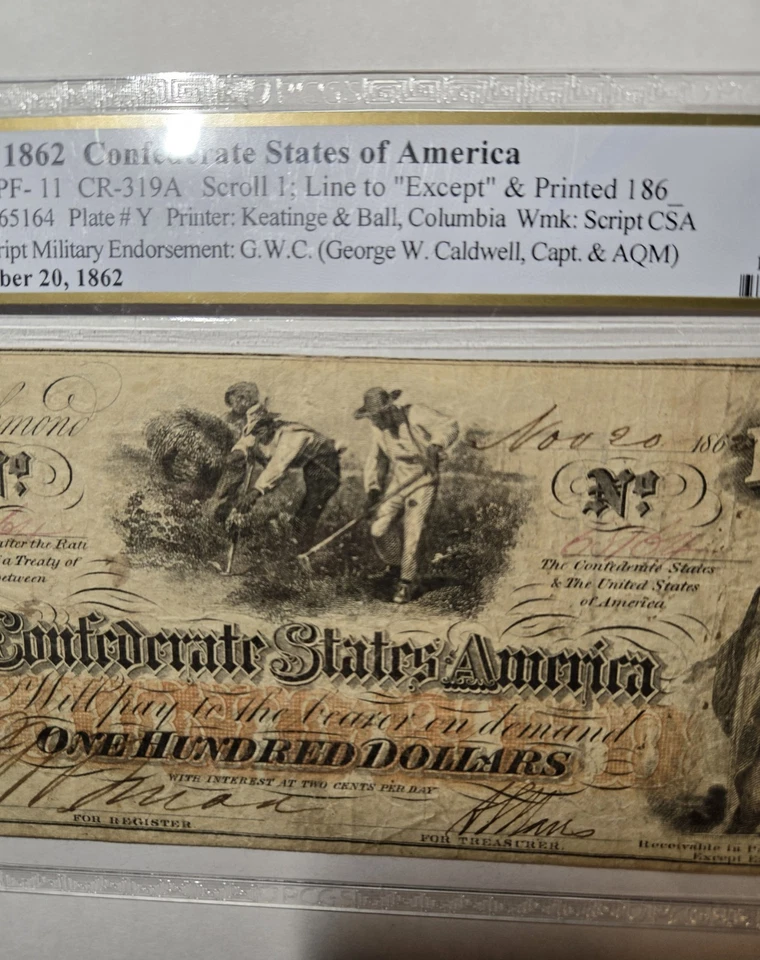 1862 Confederate States of America
PF- 11 CR-319A Scroll 1; Line to "Except" & Printed 186_
65164 Plate # Y Printer: Keatinge & Ball, Columbia Wmk: Script CSA
ript Military Endorsement: G.W.C. (George W. Caldwell, Capt. & AQM)
ber 20, 1862
mond
Nov 20 1862
No.
No.
after the Rati
a Treaty of
etween
The Confederate States
& The United States
of America
Confederate States America
Will pay to the bearer on demand
ONE HUNDRED DOLLARS
WITH INTEREST AT TWO CENTS PER DAY
FOR REGISTER
FOR TREASURER.
Receivable in P
Except E